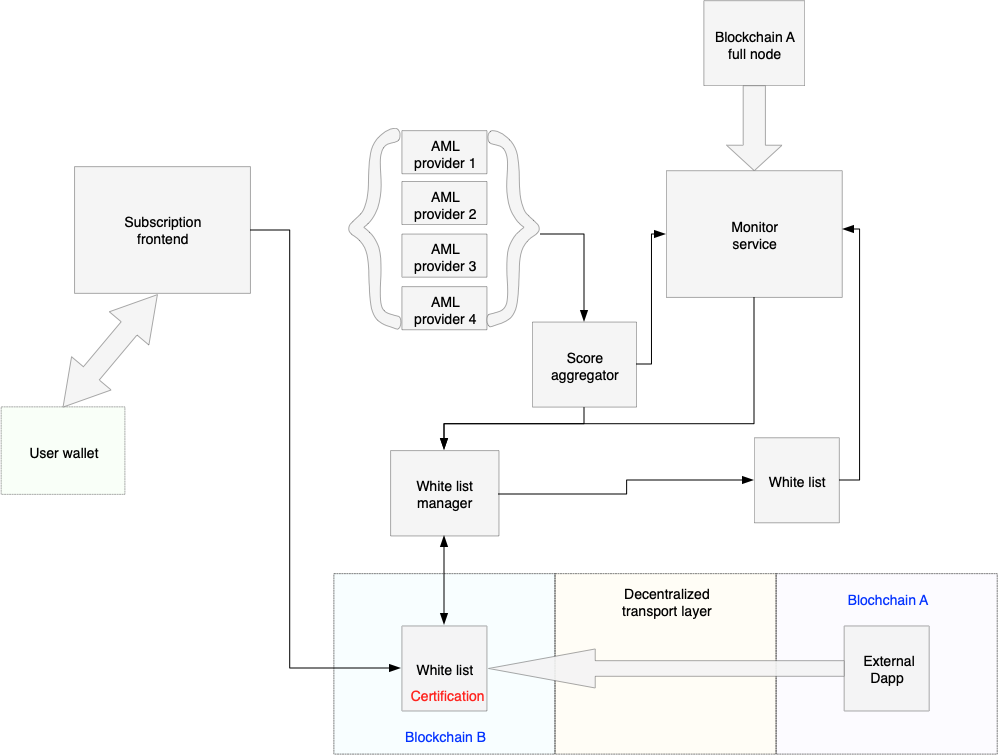 Blockchain A
full node
AML
provider 1
AML
provider 2
AML
provider 3
AML
provider 4
Subscription
frontend
Monitor
service
Score
aggregator
User wallet
White list
manager
White list
Decentralized
transport layer
Blochchain A
White list
Certification
External
Dapp
Blockchain B